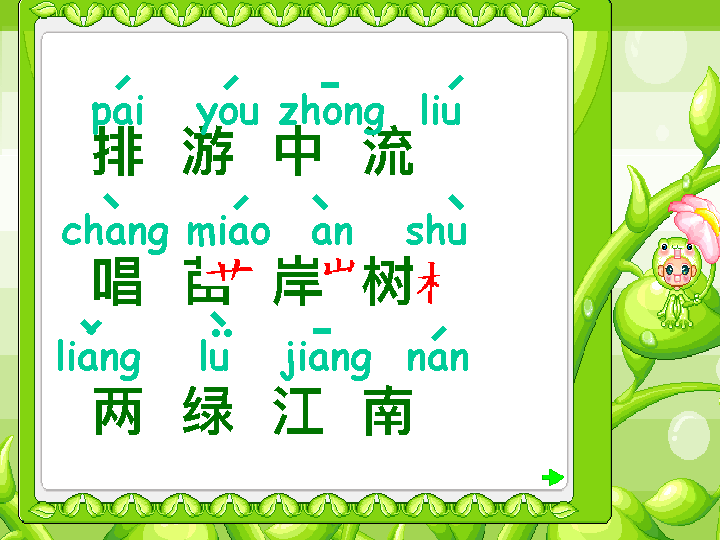 pái yóu zhōng liú
排 游 中 流
chàng miáo àn shù
唱 苗 岸 树
liǎng lǜ jiāng nán
两 绿 江 南